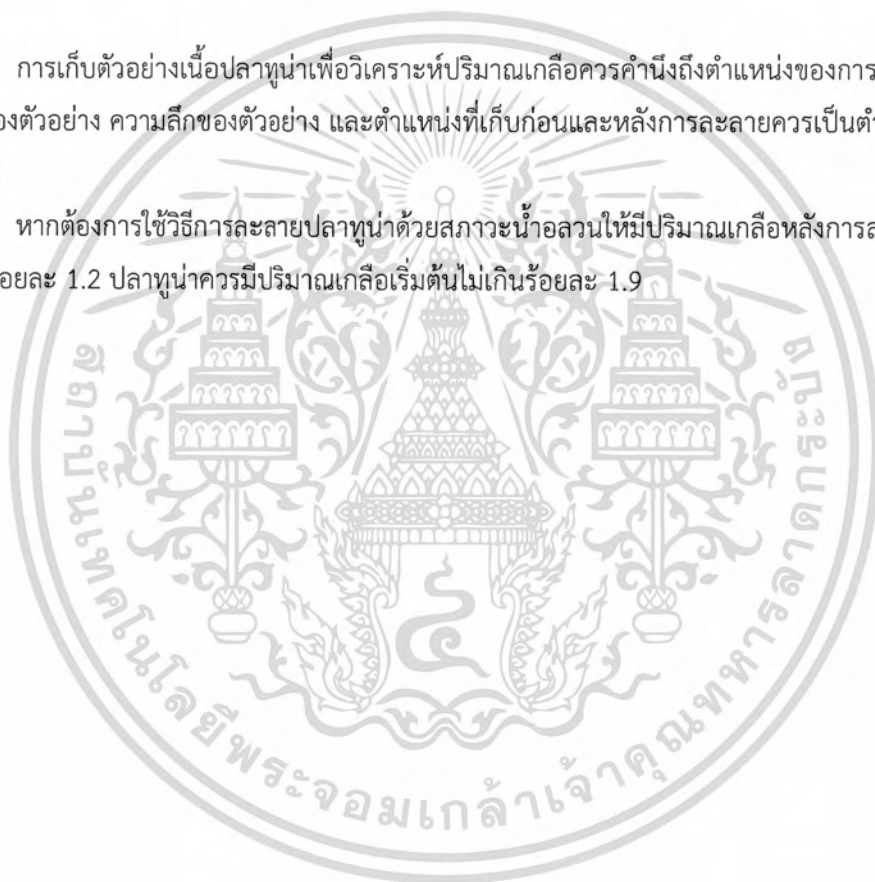 การเก็บตัวอย่างเนื้อปลาทูน่าเพื่อวิเคราะห์ปริมาณเกลือควรคำนึงถึงตำแหน่งของการ
องตัวอย่าง ความลึกของตัวอย่าง และตำแหน่งที่เก็บก่อนและหลังการละลายควรเป็นตำ
หากต้องการใช้วิธีการละลายปลาทูน่าด้วยสภาวะน้ำอลวนให้มีปริมาณเกลือหลังการล
อยละ 1.2 ปลาทูน่าควรมีปริมาณเกลือเริ่มต้นไม่เกินร้อยละ 1.9
สถาบันเทคโนโลยีพระจอมเกล้าเจ้าคุณทหารลาดกระบัง